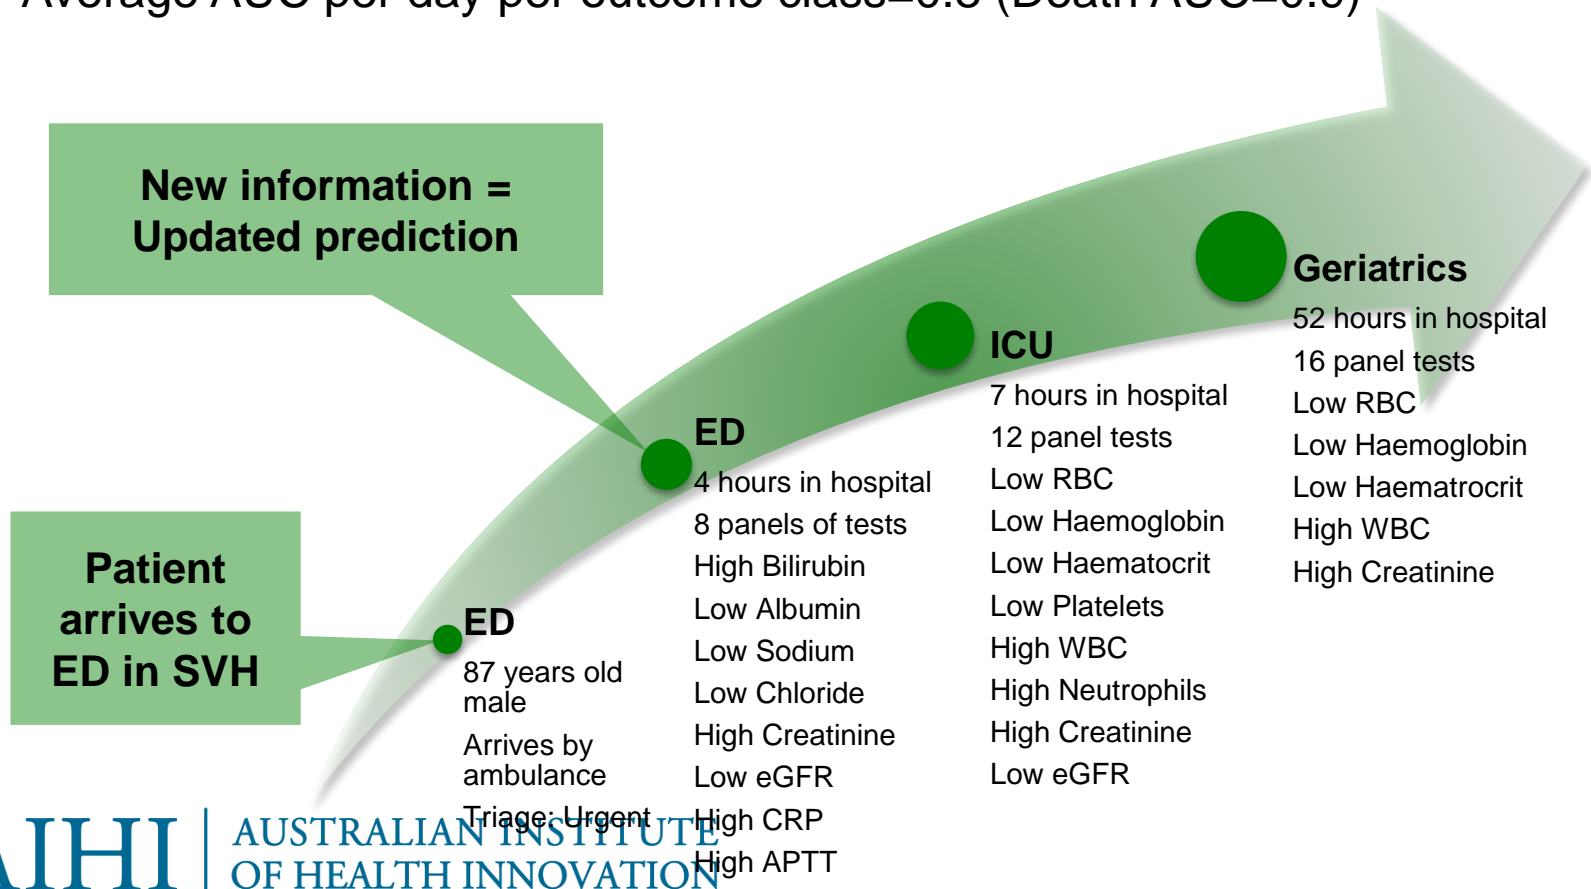 New information =
Updated prediction
Patient
arrives to
ED in SVH
ED
87 years old
male
Arrives by
ambulance
Triage: Urgent
ED
4 hours in hospital
8 panels of tests
High Bilirubin
Low Albumin
Low Sodium
Low Chloride
High Creatinine
Low eGFR
High CRP
High APTT
ICU
7 hours in hospital
12 panel tests
Low RBC
Low Haemoglobin
Low Haematocrit
Low Platelets
High WBC
High Neutrophils
High Creatinine
Low eGFR
Geriatrics
52 hours in hospital
16 panel tests
Low RBC
Low Haemoglobin
Low Haematrocrit
High WBC
High Creatinine
AIHI
AUSTRALIAN INSTITUTE
OF HEALTH INNOVATION